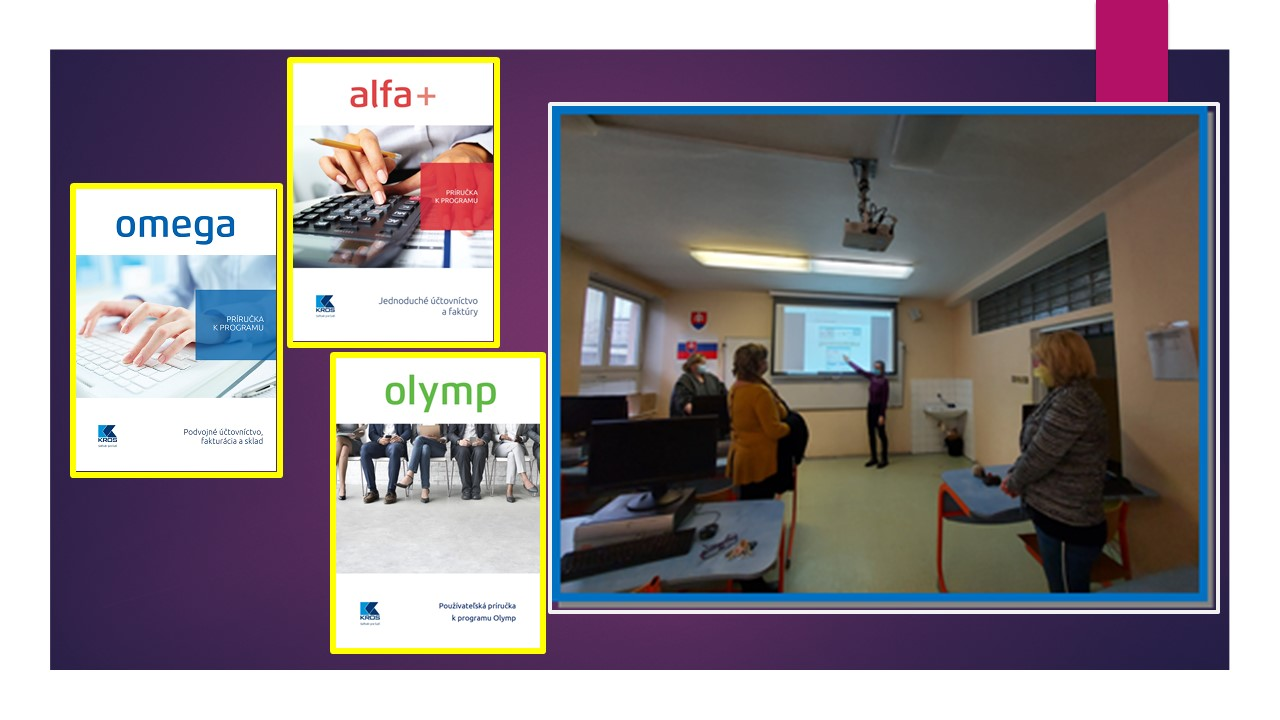 alfa+
PRÍRUČKA
K PROGRAMU
KROS
Jednoduché účtovníctvo
a faktúry
omega
PRÍRUČKA
K PROGRAMU
KROS
Podvojné účtovníctvo,
fakturácia a sklad
olymp
KROS
Používateľská príručka
k programu Olymp